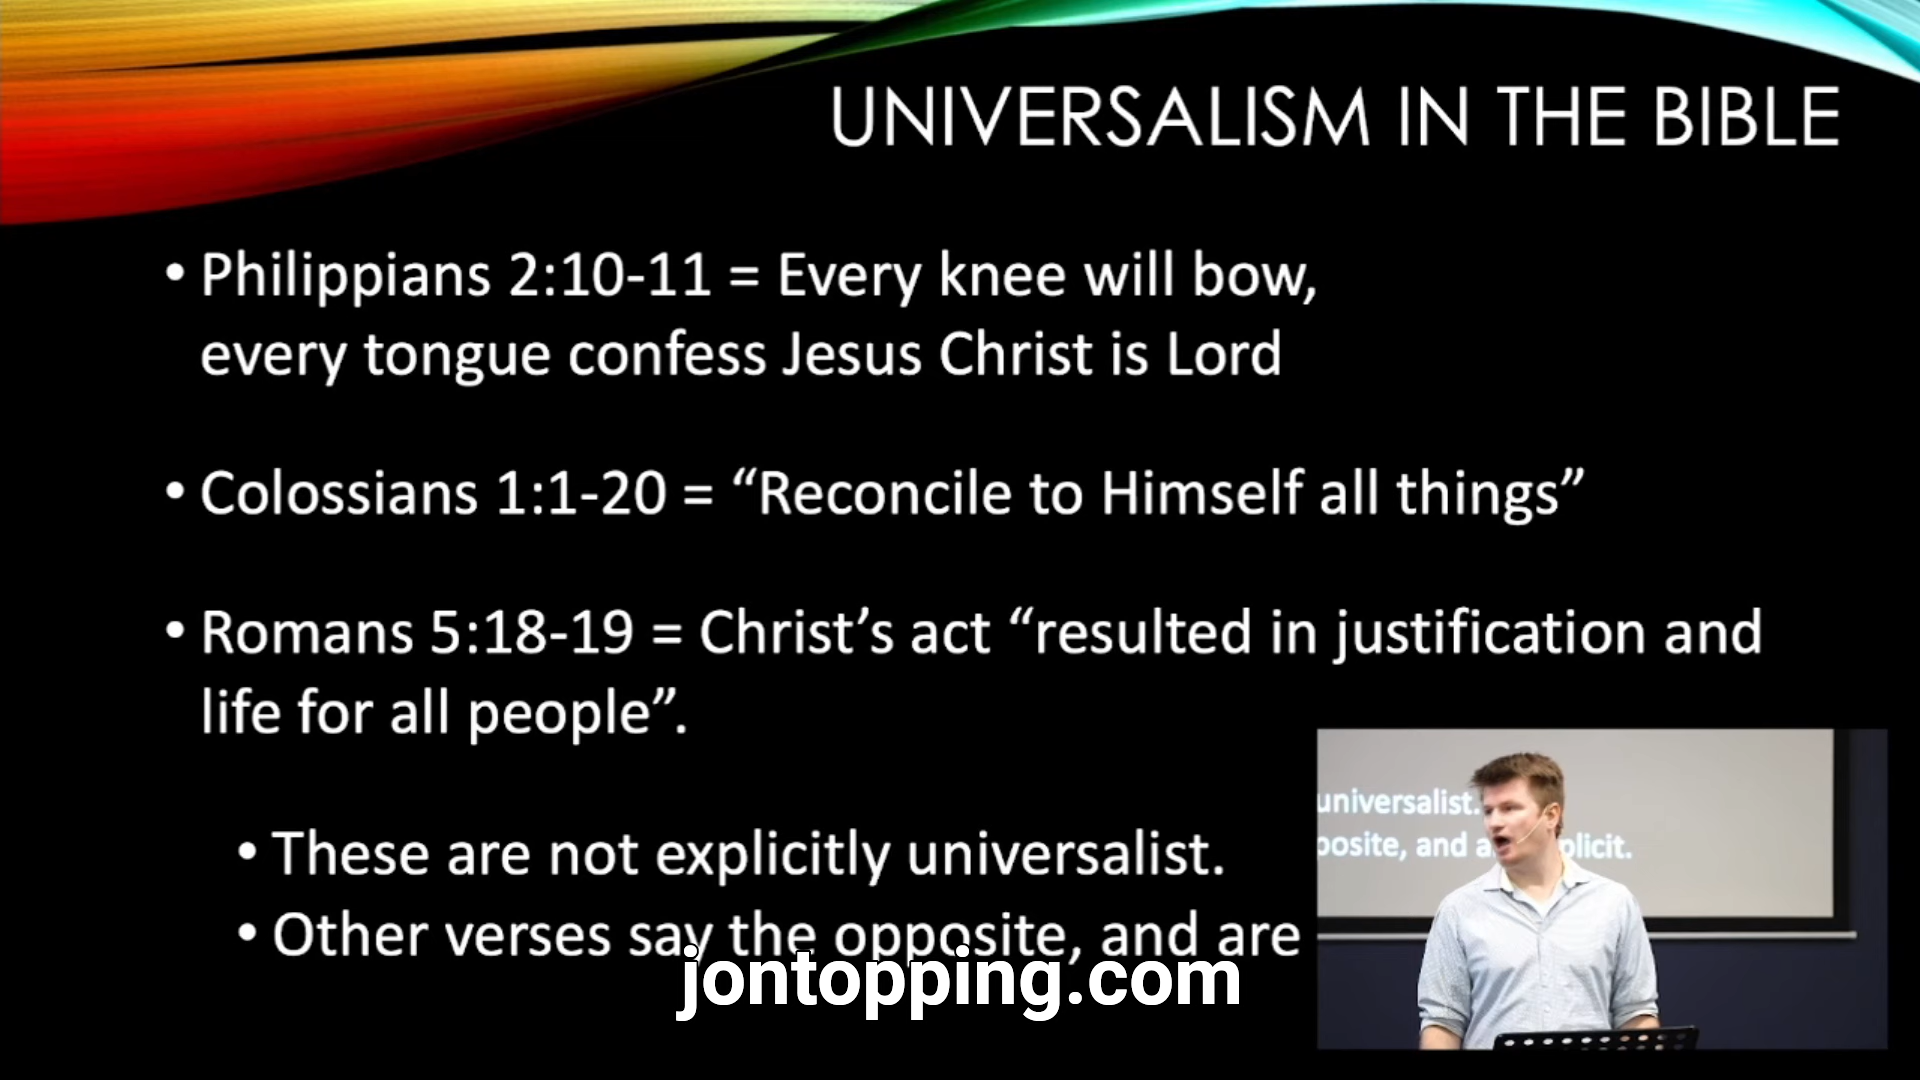 UNIVERSALISM IN THE BIBLE
• Philippians 2:10-11 = Every knee will bow,
every tongue confess Jesus Christ is Lord
• Colossians 1:1-20 = “Reconcile to Himself all things”
• Romans 5:18-19 = Christ’s act “resulted in justification and
life for all people”.
• These are not explicitly universalist.
• Other verses say the opposite, and are
jontopping.com
universalist.
posite, and a plicit.